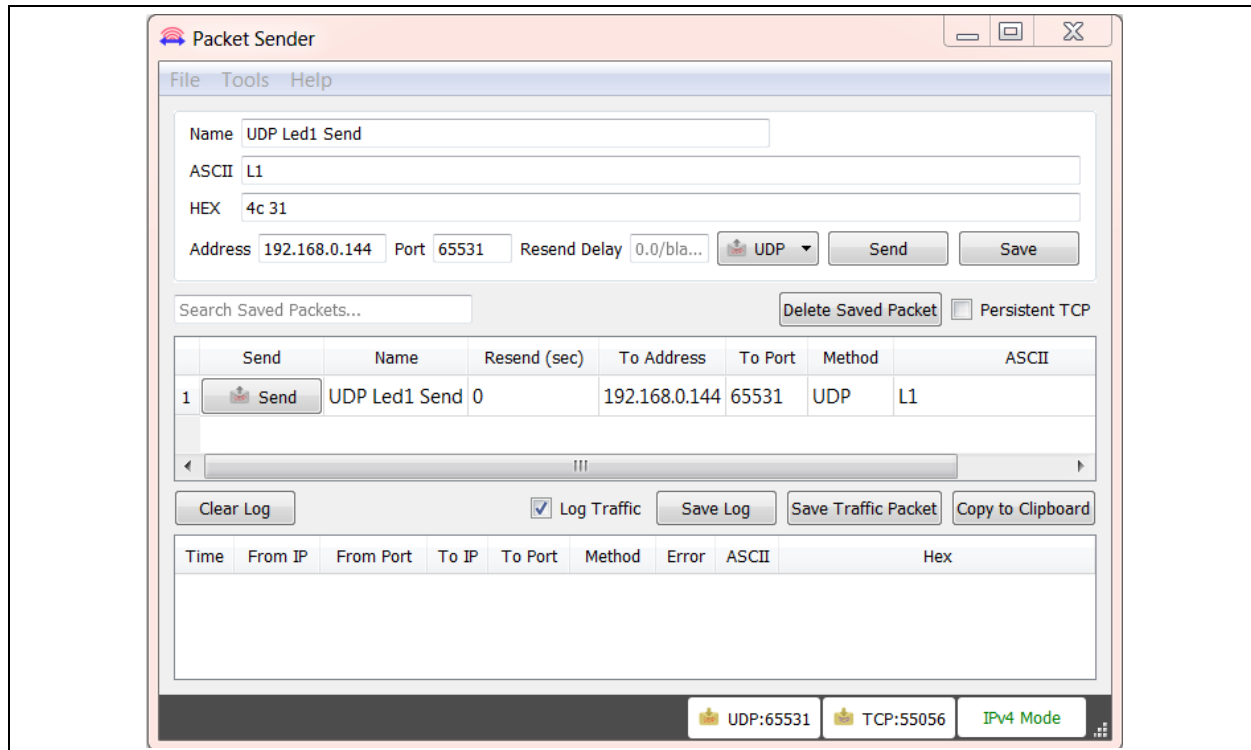 Packet Sender
File Tools Help
Name UDP Led1 Send
ASCII L1
HEX 4c 31
Address 192.168.0.144 Port 65531 Resend Delay 0.0/bla... UDP Send Save
Search Saved Packets... Delete Saved Packet Persistent TCP
Send Name Resend (sec) To Address To Port Method ASCII
1 Send UDP Led1 Send 0 192.168.0.144 65531 UDP L1
Clear Log Log Traffic Save Log Save Traffic Packet Copy to Clipboard
Time From IP From Port To IP To Port Method Error ASCII Hex
UDP:65531 TCP:55056 IPv4 Mode